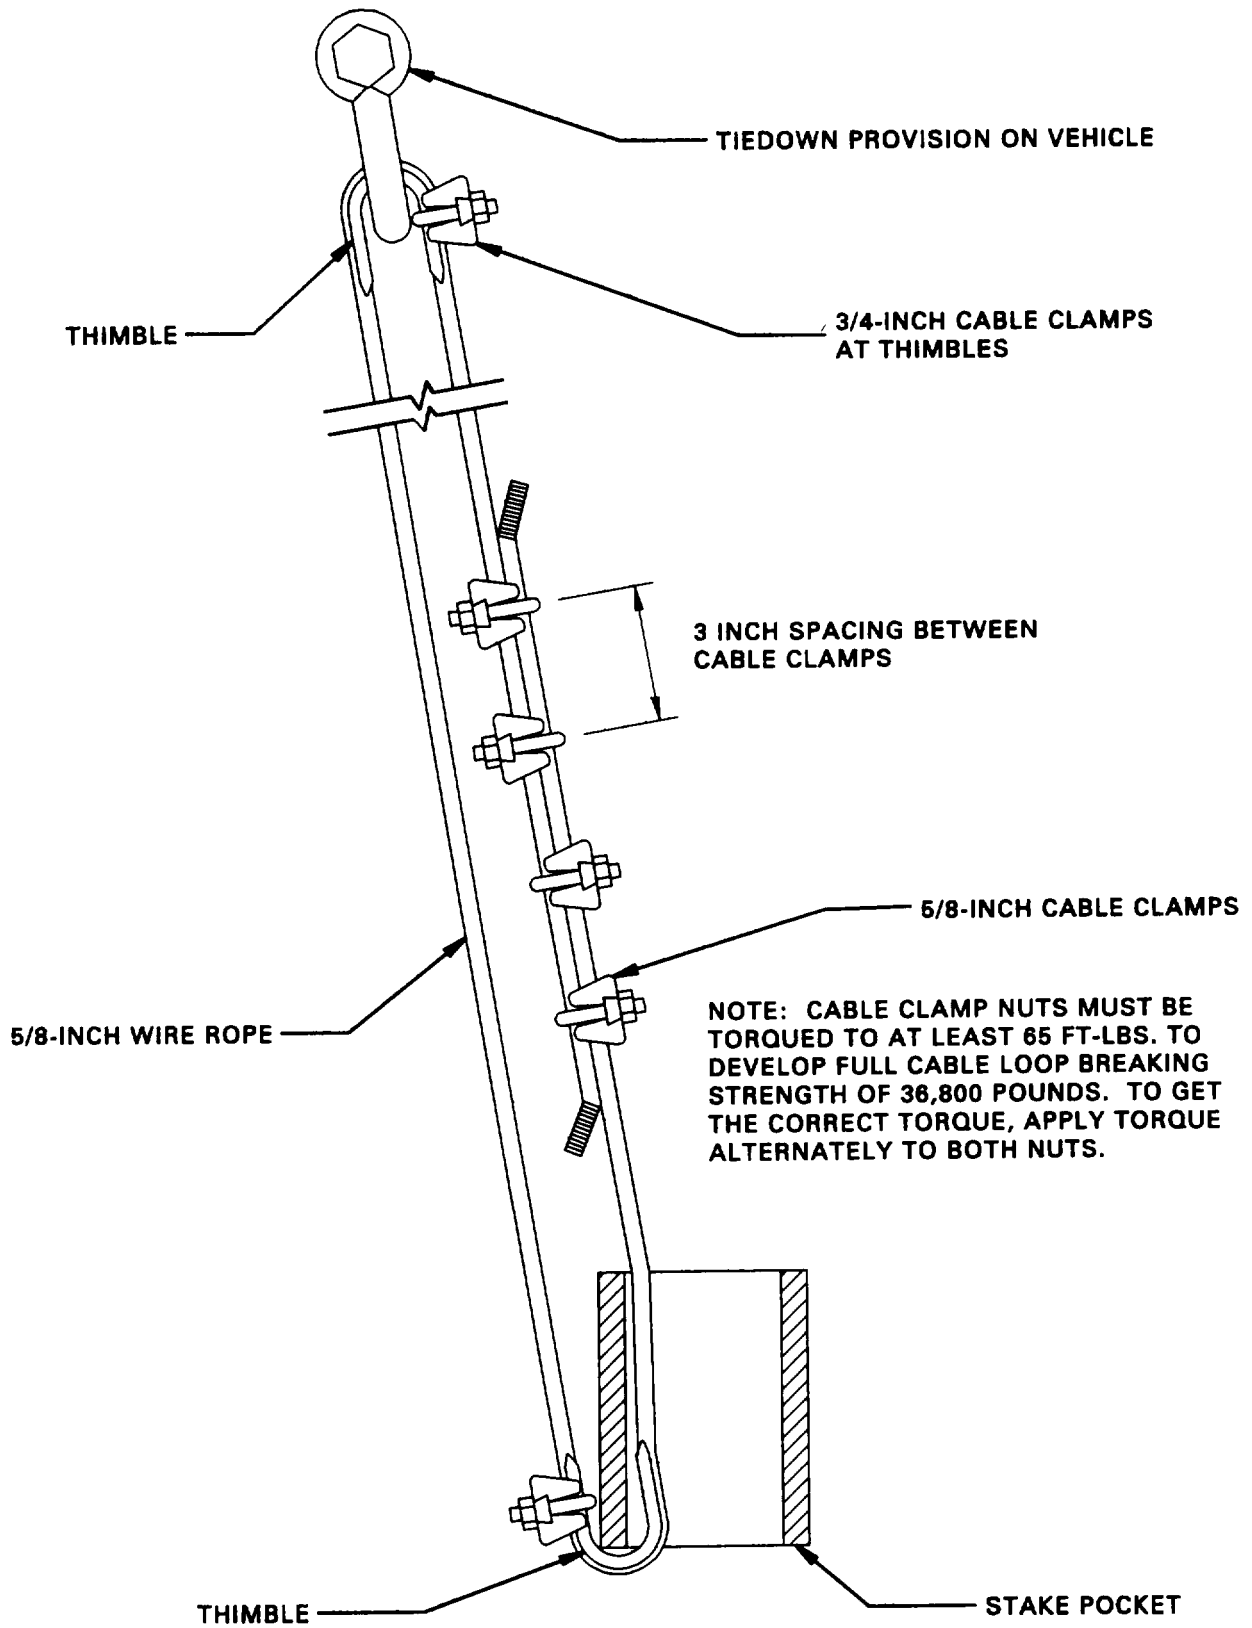 TIEDOWN PROVISION ON VEHICLE
THIMBLE
3/4-INCH CABLE CLAMPS
AT THIMBLES
3 INCH SPACING BETWEEN
CABLE CLAMPS
5/8-INCH CABLE CLAMPS
5/8-INCH WIRE ROPE
NOTE: CABLE CLAMP NUTS MUST BE
TORQUED TO AT LEAST 65 FT-LBS. TO
DEVELOP FULL CABLE LOOP BREAKING
STRENGTH OF 36,800 POUNDS. TO GET
THE CORRECT TORQUE, APPLY TORQUE
ALTERNATELY TO BOTH NUTS.
THIMBLE
STAKE POCKET